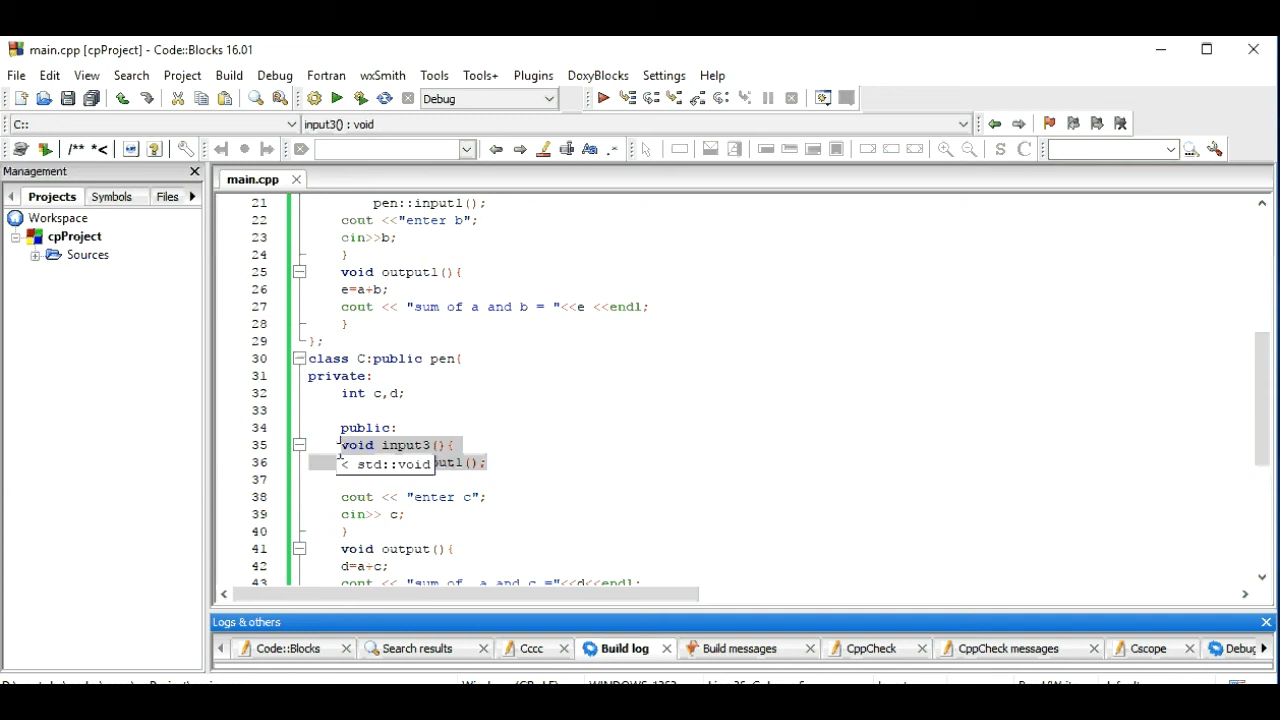 main.cpp [cpProject] - Code::Blocks 16.01
File Edit View Search Project Build Debug Fortran wxSmith Tools Tools+ Plugins DoxyBlocks Settings Help
Debug
C:: input3() : void
/** *<
Management
main.cpp
Projects Symbols Files
Workspace
cpProject
Sources
21 pen::input1();
22 cout <<"enter b";
23 cin>>b;
24 }
25 void output1(){
26 e=a+b;
27 cout << "sum of a and b = "<<e <<endl;
28 }
29 };
30 class C:public pen{
31 private:
32 int c,d;
33
34 public:
35 void input3(){
36 < std::void put1();
37
38 cout << "enter c";
39 cin>> c;
40 }
41 void output(){
42 d=a+c;
43 cout << "sum of a and c ="<<d<<endl;
Logs & others
Code::Blocks Search results Cccc Build log Build messages CppCheck CppCheck messages Cscope Debug